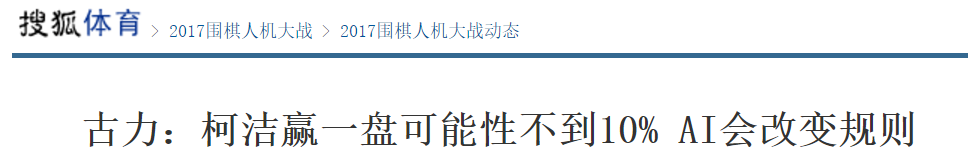 搜狐体育 > 2017围棋人机大战 > 2017围棋人机大战动态
古力：柯洁赢一盘可能性不到10% AI会改变规则